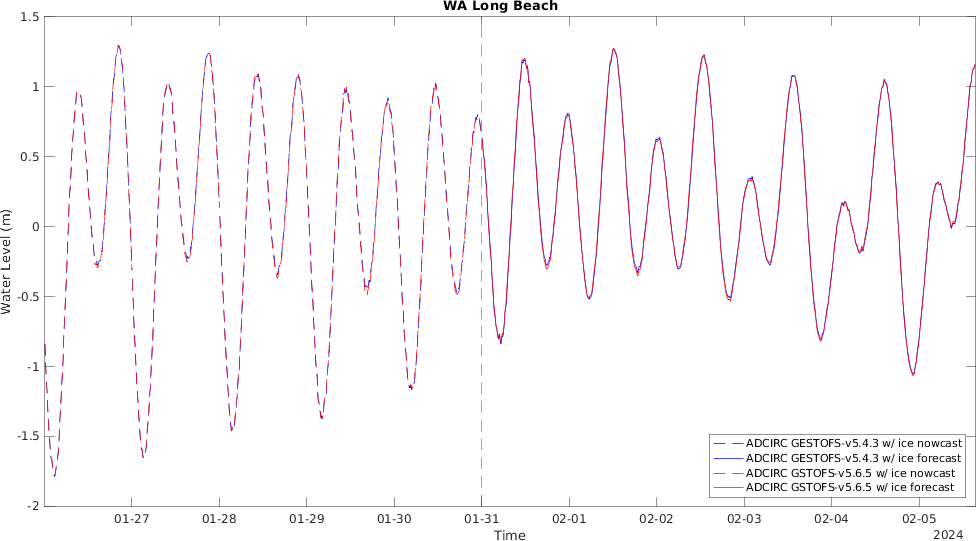 WA Long Beach
1.5
1
0.5
0
-0.5
-1
-1.5
-2
Water Level (m)
01-27 01-28 01-29 01-30 01-31 02-01 02-02 02-03 02-04 02-05
Time
2024
ADCIRC GESTOFS-v5.4.3 w/ ice nowcast
ADCIRC GESTOFS-v5.4.3 w/ ice forecast
ADCIRC GSTOFS-v5.6.5 w/ ice nowcast
ADCIRC GSTOFS-v5.6.5 w/ ice forecast